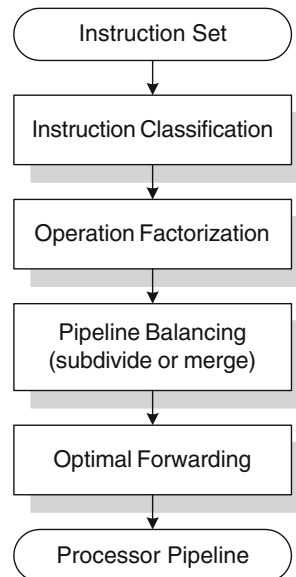 Instruction Set
Instruction Classification
Operation Factorization
Pipeline Balancing
(subdivide or merge)
Optimal Forwarding
Processor Pipeline